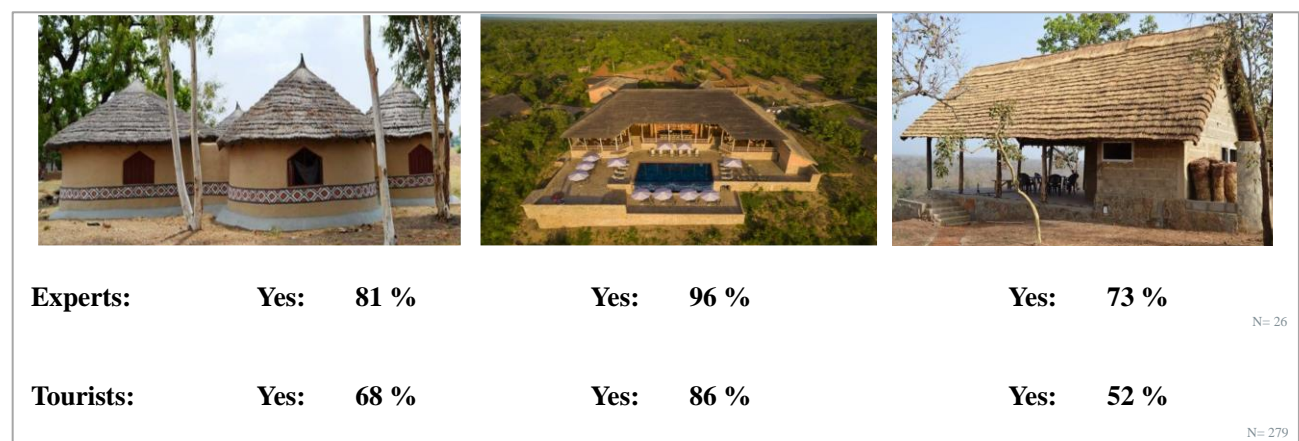 Experts: Yes: 81 % Yes: 96 % Yes: 73 %
N= 26
Tourists: Yes: 68 % Yes: 86 % Yes: 52 %
N= 279